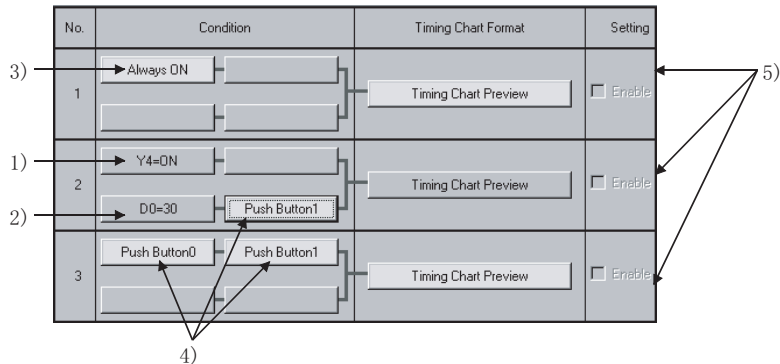 No. Condition Timing Chart Format Setting
3) Always ON
1 Timing Chart Preview Enable 5)
1) Y4=ON
2 Timing Chart Preview Enable
2) D0=30 Push Button1
Push Button0 Push Button1
3 Timing Chart Preview Enable
4)